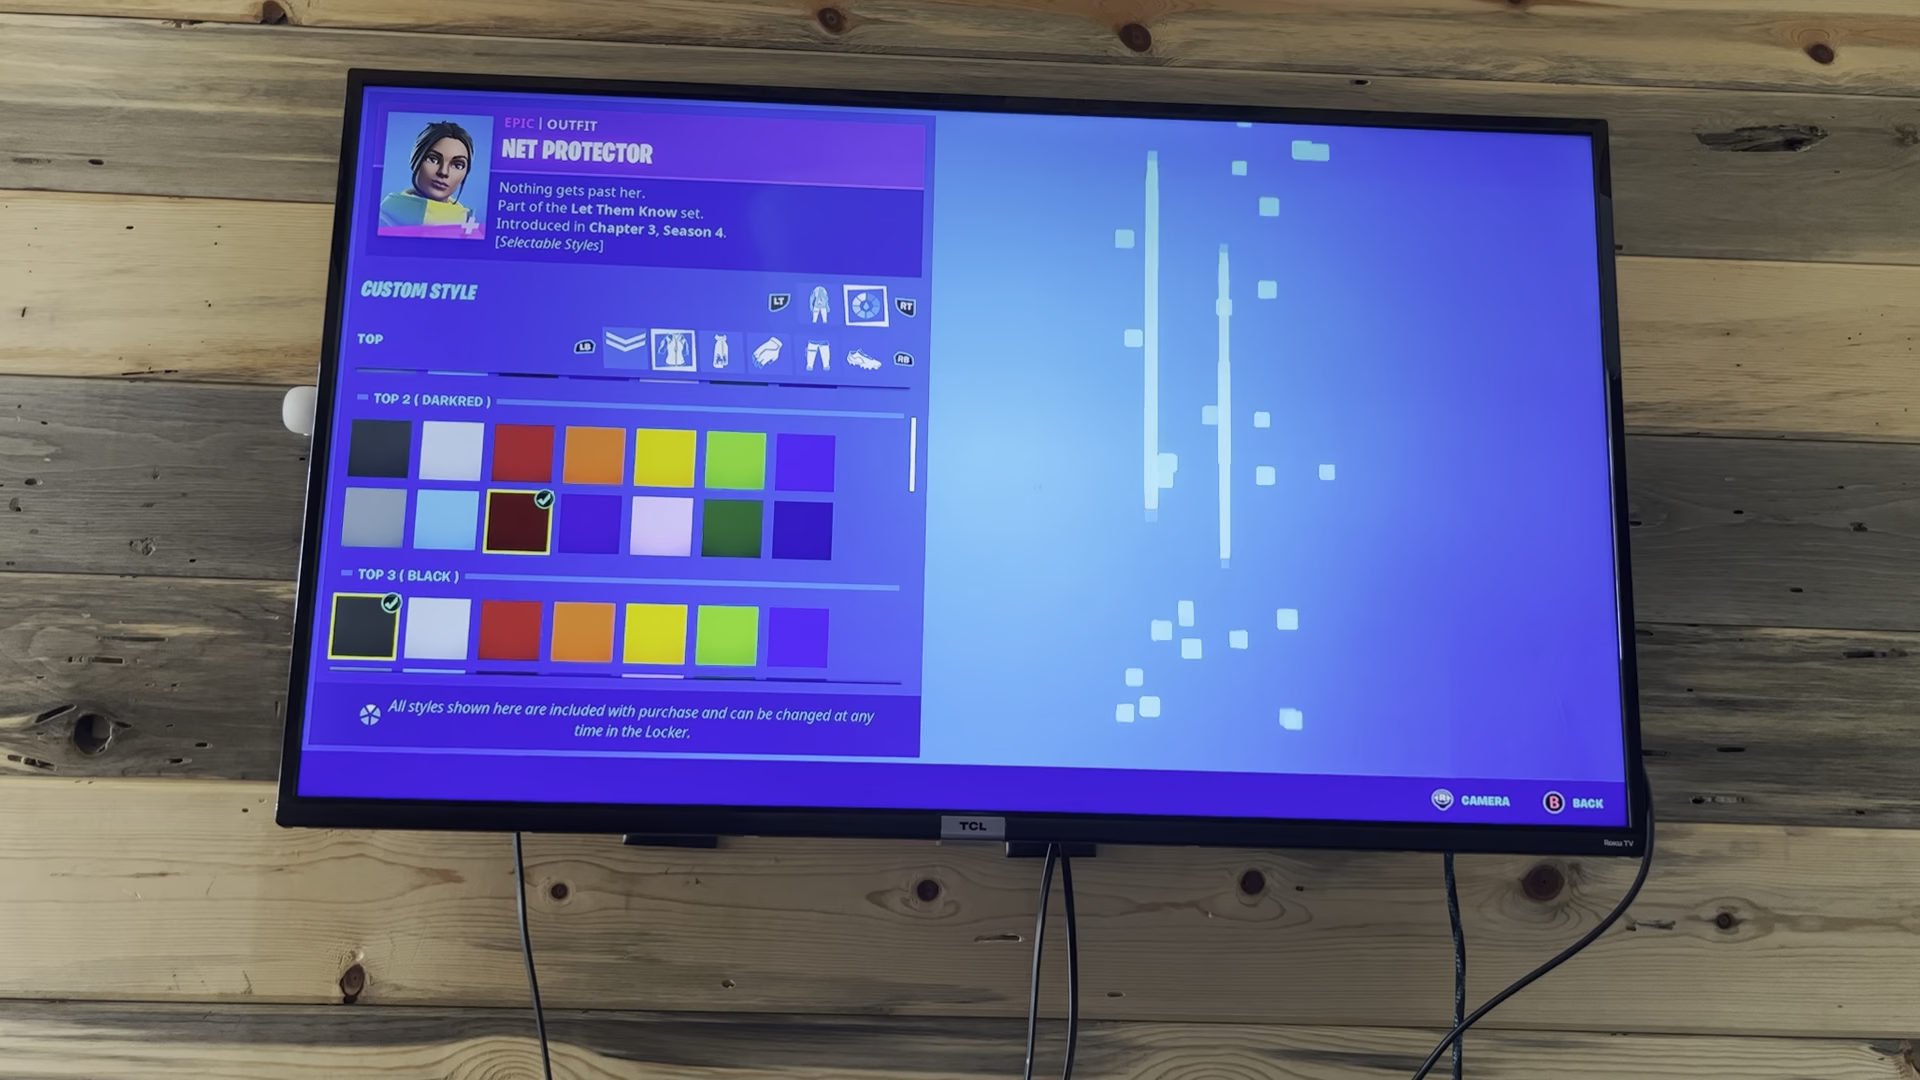 EPIC | OUTFIT
NET PROTECTOR
Nothing gets past her.
Part of the Let Them Know set.
Introduced in Chapter 3, Season 4.
[Selectable Styles]
CUSTOM STYLE
LT
RT
TOP
LB
RB
TOP 2 ( DARKRED )
TOP 3 ( BLACK )
All styles shown here are included with purchase and can be changed at any
time in the Locker.
R
CAMERA
B
BACK
TCL
Roku TV